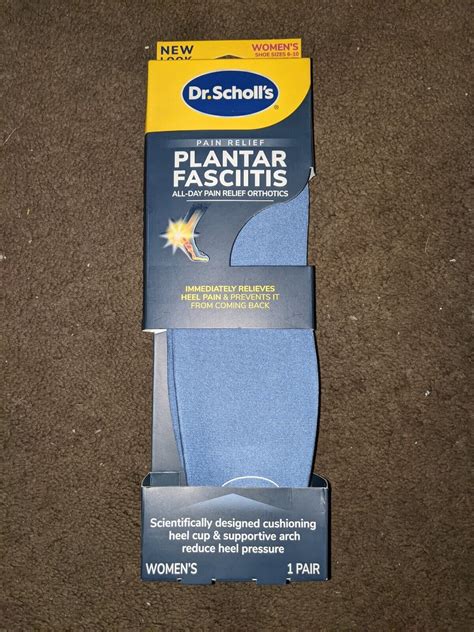 NEW
LOOK
WOMEN'S
SHOE SIZES 6-10
Dr.Scholl's
PAIN RELIEF
PLANTAR
FASCIITIS
ALL-DAY PAIN RELIEF ORTHOTICS
IMMEDIATELY RELIEVES
HEEL PAIN & PREVENTS IT
FROM COMING BACK
Scientifically designed cushioning
heel cup & supportive arch
reduce heel pressure
WOMEN'S
1 PAIR